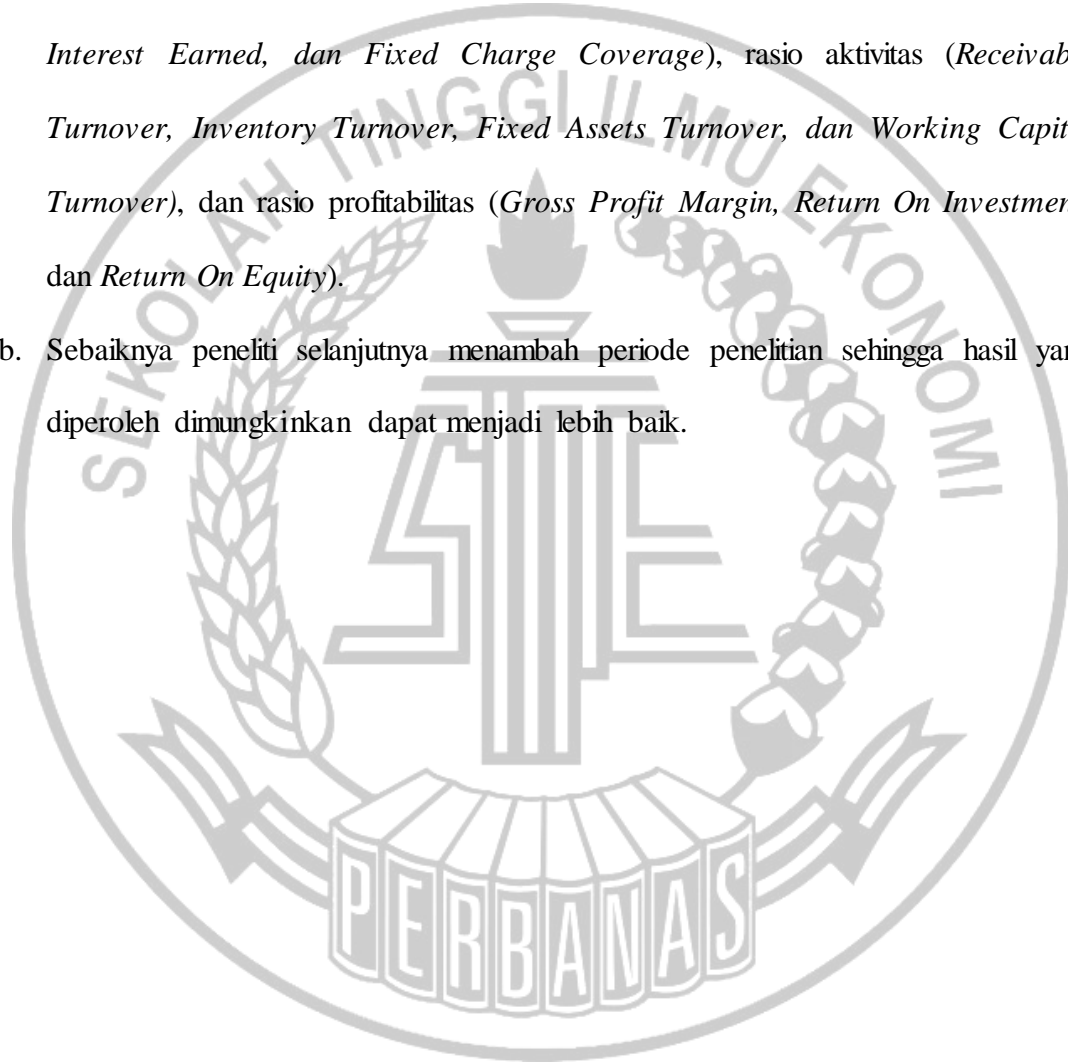 Interest Earned, dan Fixed Charge Coverage), rasio aktivitas (Receivab
Turnover, Inventory Turnover, Fixed Assets Turnover, dan Working Capit
Turnover), dan rasio profitabilitas (Gross Profit Margin, Return On Investmen
dan Return On Equity).
b. Sebaiknya peneliti selanjutnya menambah periode penelitian sehingga hasil yan
diperoleh dimungkinkan dapat menjadi lebih baik.
SEKOLAH TINGGI ILMU EKONOMI
STIE
PERBANAS